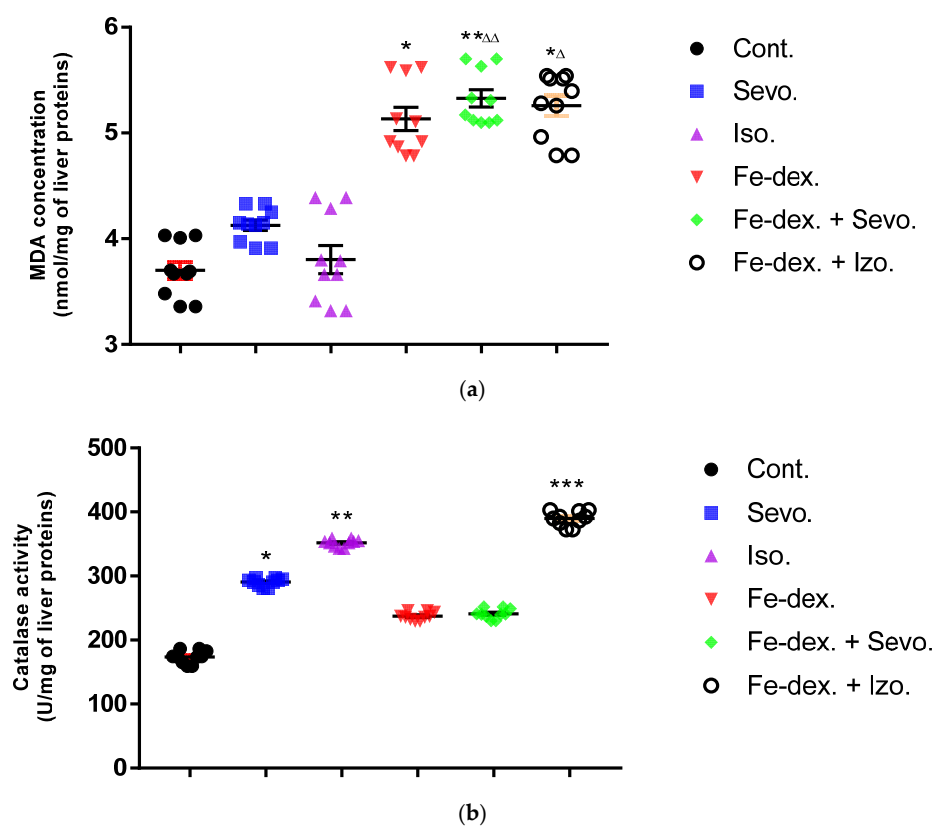 6
5
4
3
MDA concentration
(nmol/mg of liver proteins)
*
**ΔΔ
*Δ
Cont.
Sevo.
Iso.
Fe-dex.
Fe-dex. + Sevo.
Fe-dex. + Izo.
(a)
500
400
300
200
100
0
Catalase activity
(U/mg of liver proteins)
*
**
***
Cont.
Sevo.
Iso.
Fe-dex.
Fe-dex. + Sevo.
Fe-dex. + Izo.
(b)